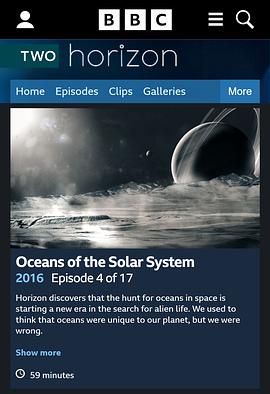 BBC
TWO horizon
Home Episodes Clips Galleries More
Oceans of the Solar System
2016 Episode 4 of 17
Horizon discovers that the hunt for oceans in space is
starting a new era in the search for alien life. We used to
think that oceans were unique to our planet, but we were
wrong.
Show more
59 minutes